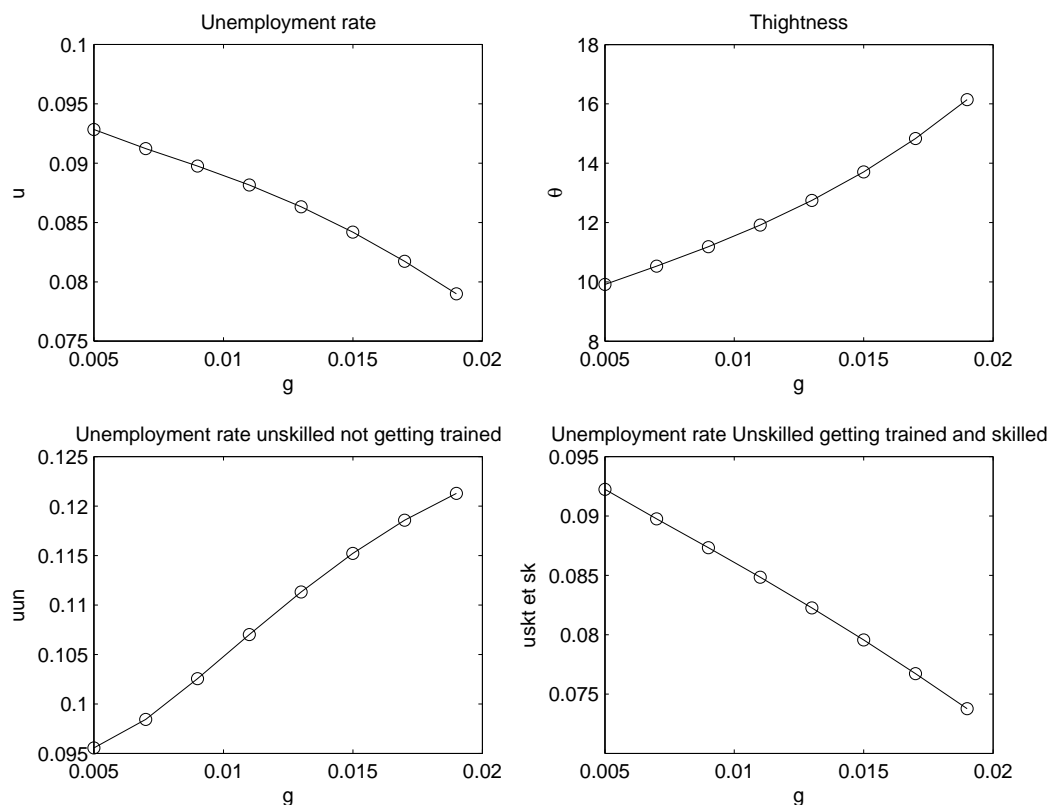 Unemployment rate
0.1
0.095
0.09
0.085
0.08
0.075
u
0.005 0.01 0.015 0.02
g
Thightness
18
16
14
12
10
8
θ
0.005 0.01 0.015 0.02
g
Unemployment rate unskilled not getting trained
0.125
0.12
0.115
0.11
0.105
0.1
0.095
uun
0.005 0.01 0.015 0.02
g
Unemployment rate Unskilled getting trained and skilled
0.095
0.09
0.085
0.08
0.075
uskt et sk
0.005 0.01 0.015 0.02
g